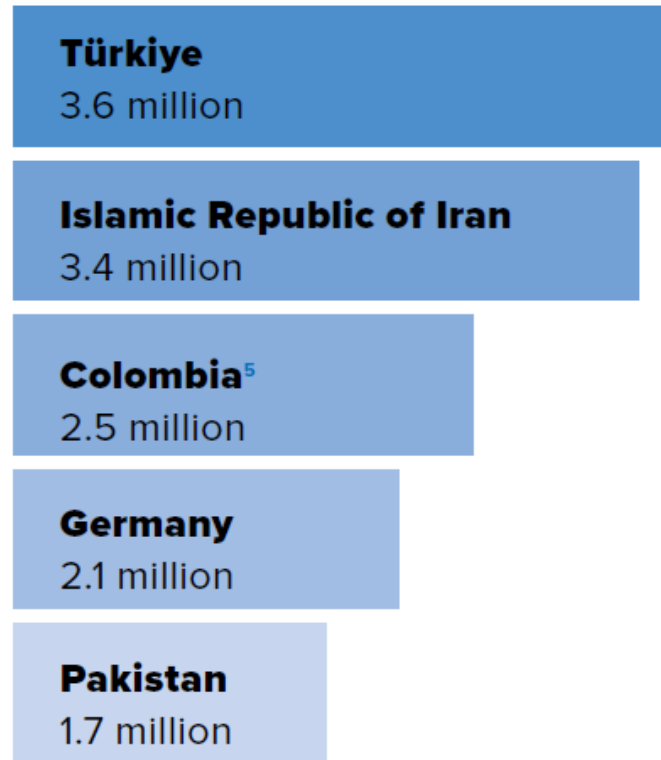 Türkiye
3.6 million
Islamic Republic of Iran
3.4 million
Colombia⁵
2.5 million
Germany
2.1 million
Pakistan
1.7 million